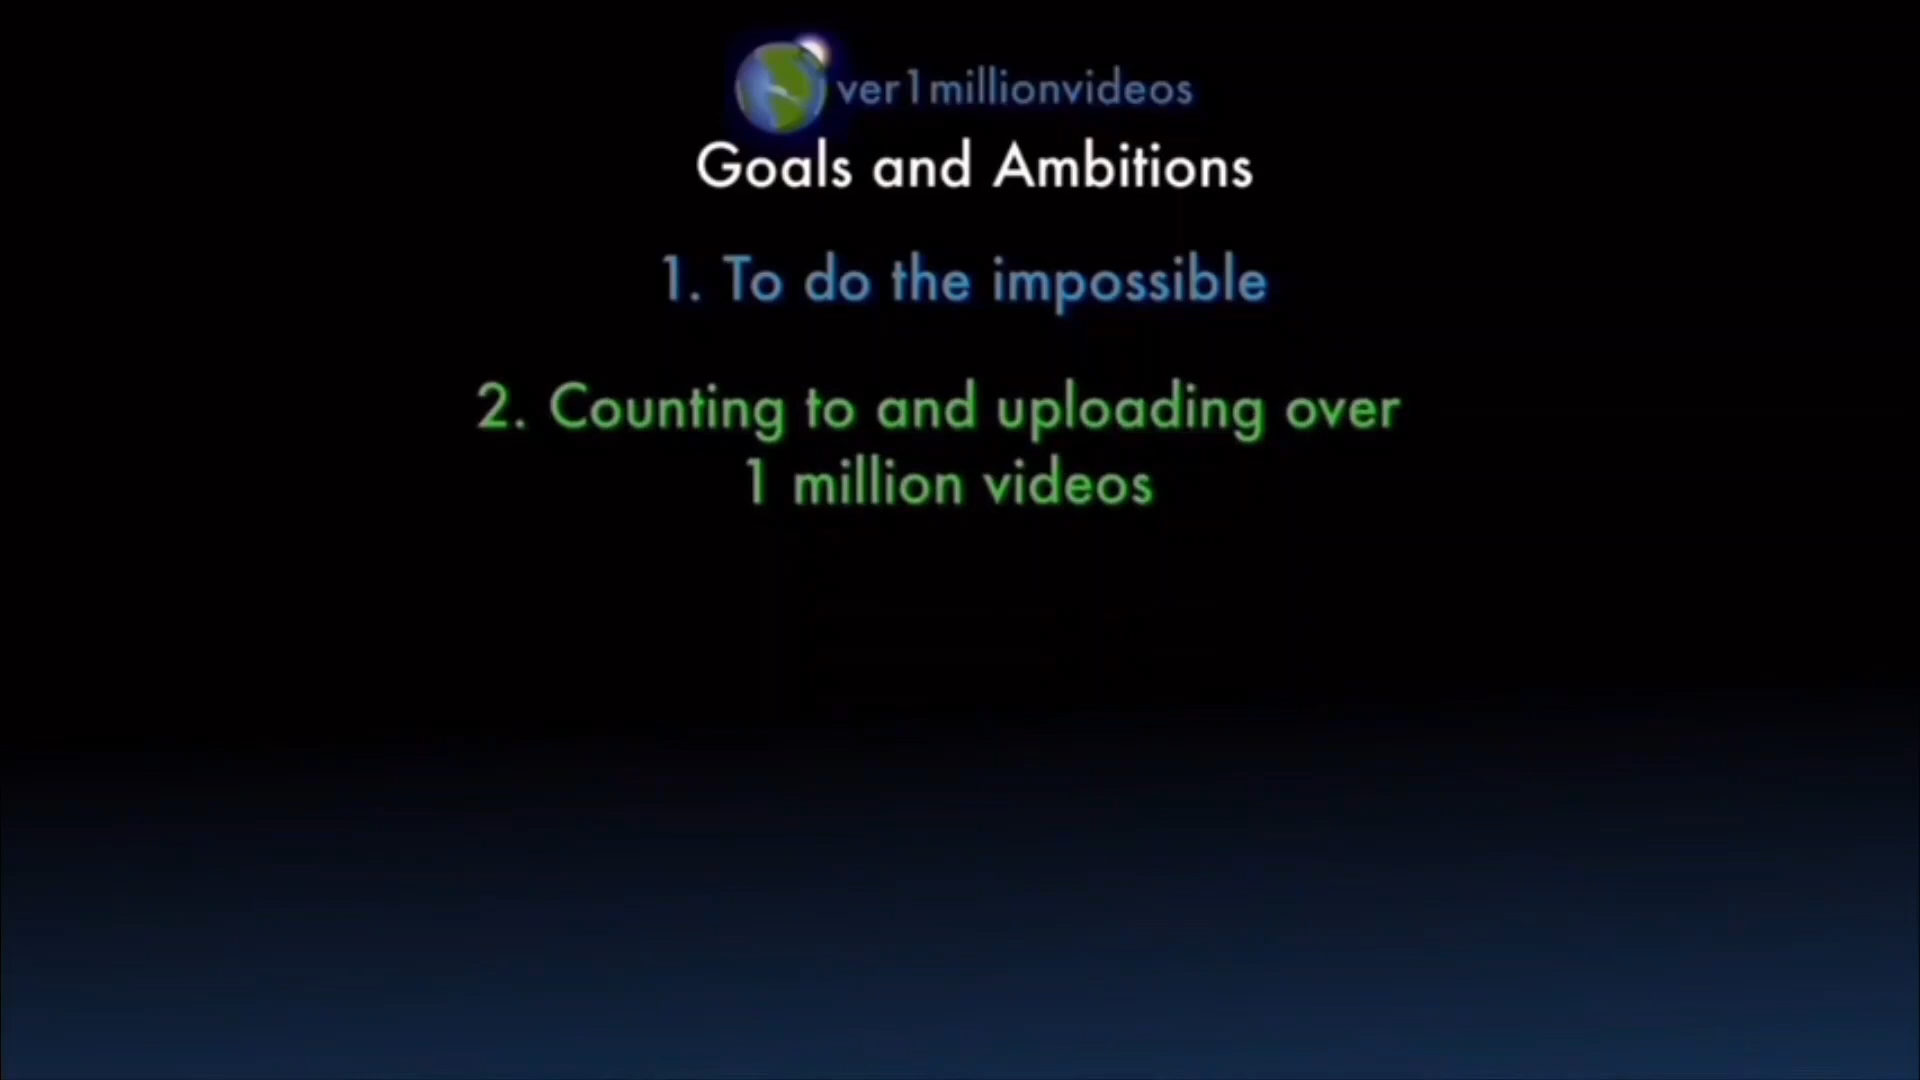 ver1millionvideos
Goals and Ambitions
1. To do the impossible
2. Counting to and uploading over
1 million videos